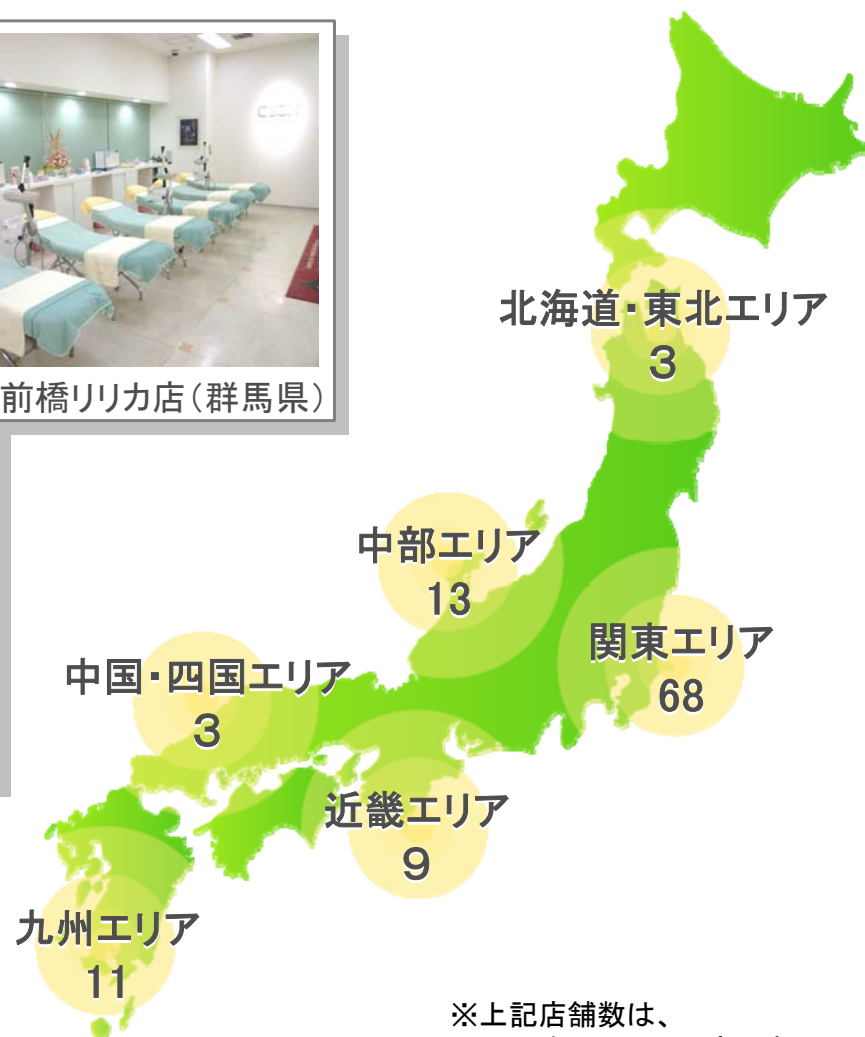 前橋リリカ店(群馬県)
北海道・東北エリア
3
中部エリア
13
関東エリア
68
中国・四国エリア
3
近畿エリア
9
九州エリア
11
※上記店舗数は、